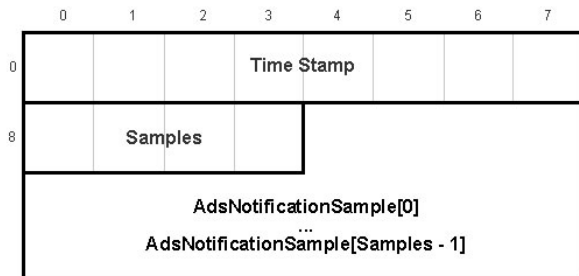 0 1 2 3 4 5 6 7
0 Time Stamp
8 Samples
AdsNotificationSample[0]
...
AdsNotificationSample[Samples - 1]